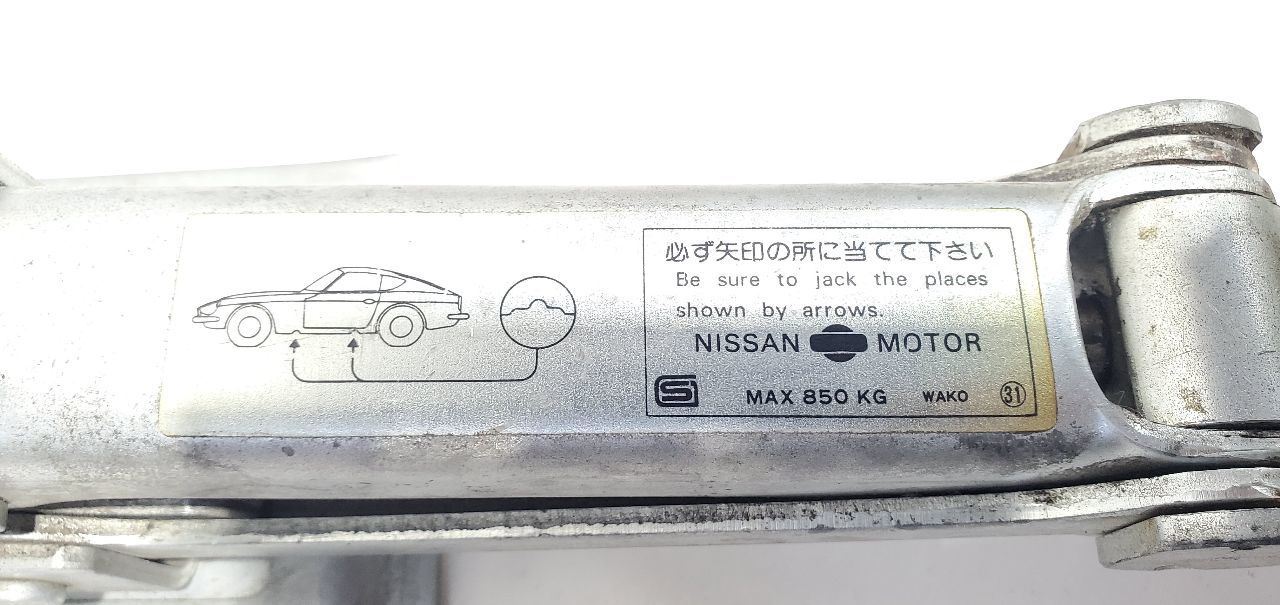 必ず矢印の所に当てて下さい
Be sure to jack the places
shown by arrows.
NISSAN MOTOR
MAX 850 KG WAKO 31